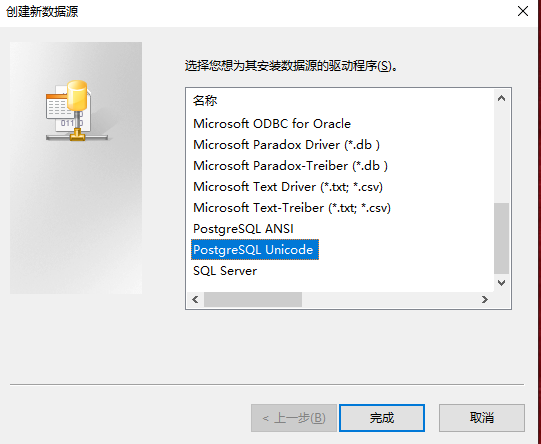 创建新数据源
选择您想为其安装数据源的驱动程序(S)。
名称
Microsoft ODBC for Oracle
Microsoft Paradox Driver (*.db )
Microsoft Paradox-Treiber (*.db )
Microsoft Text Driver (*.txt; *.csv)
Microsoft Text-Treiber (*.txt; *.csv)
PostgreSQL ANSI
PostgreSQL Unicode
SQL Server
< 上一步(B)
完成
取消